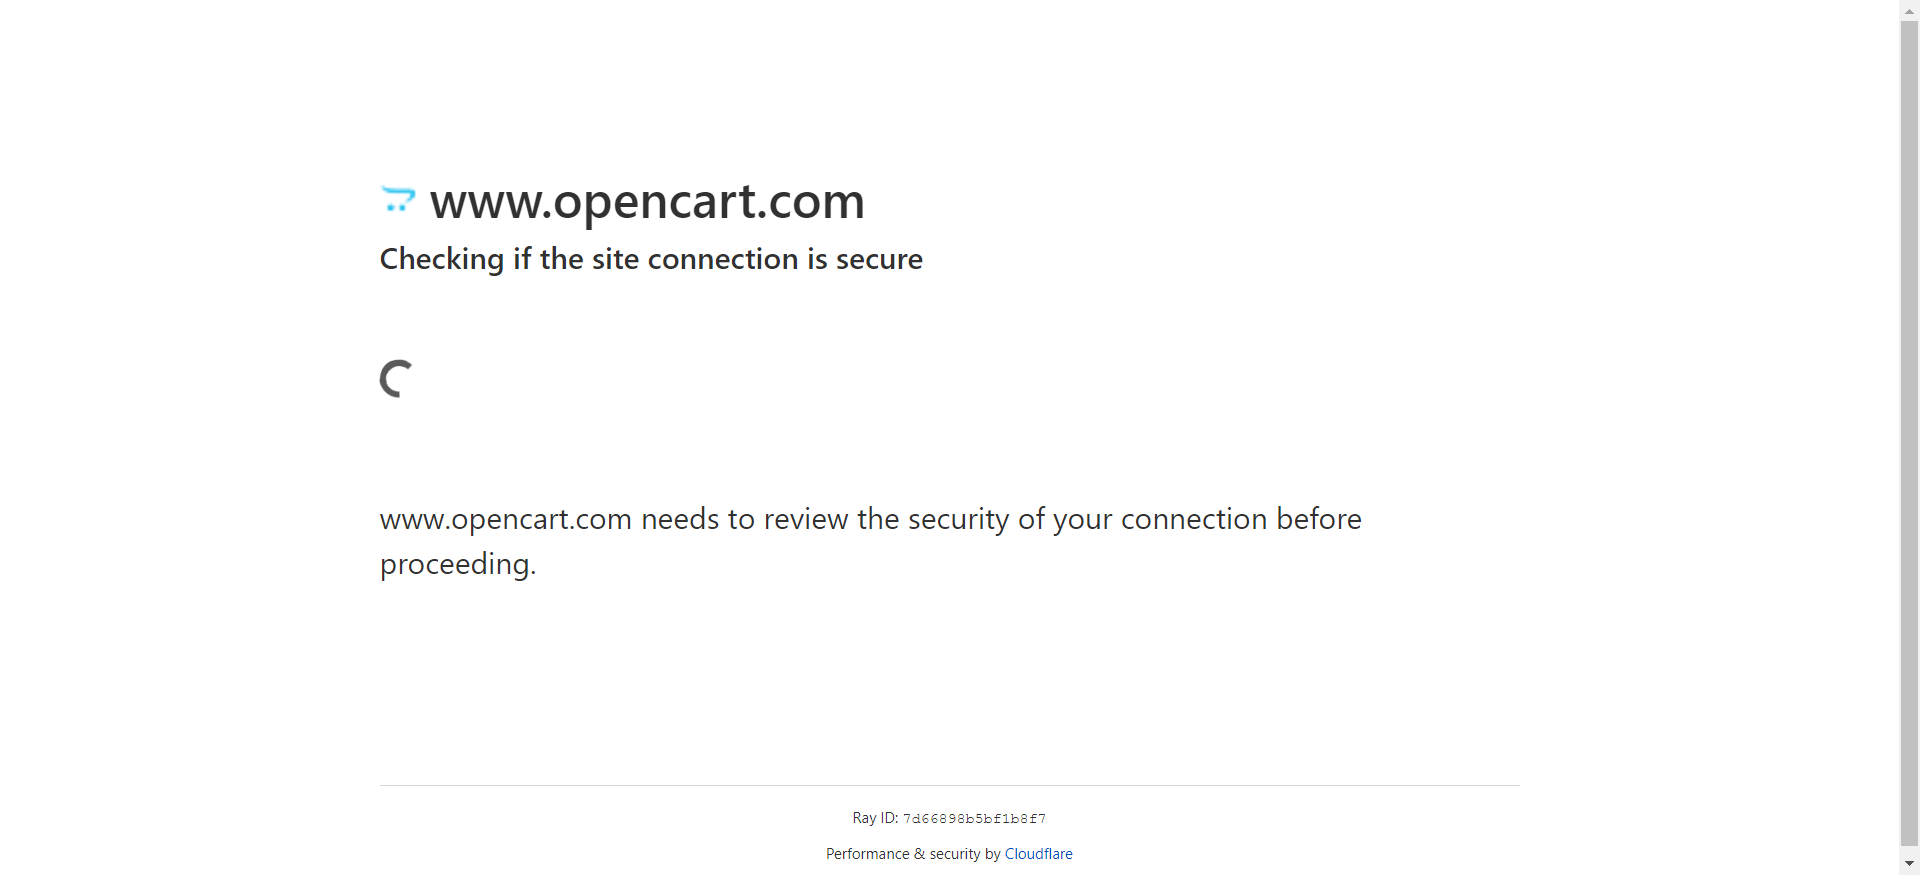 www.opencart.com
Checking if the site connection is secure
www.opencart.com needs to review the security of your connection before
proceeding.
Ray ID: 7d66898b5bf1b8f7
Performance & security by Cloudflare